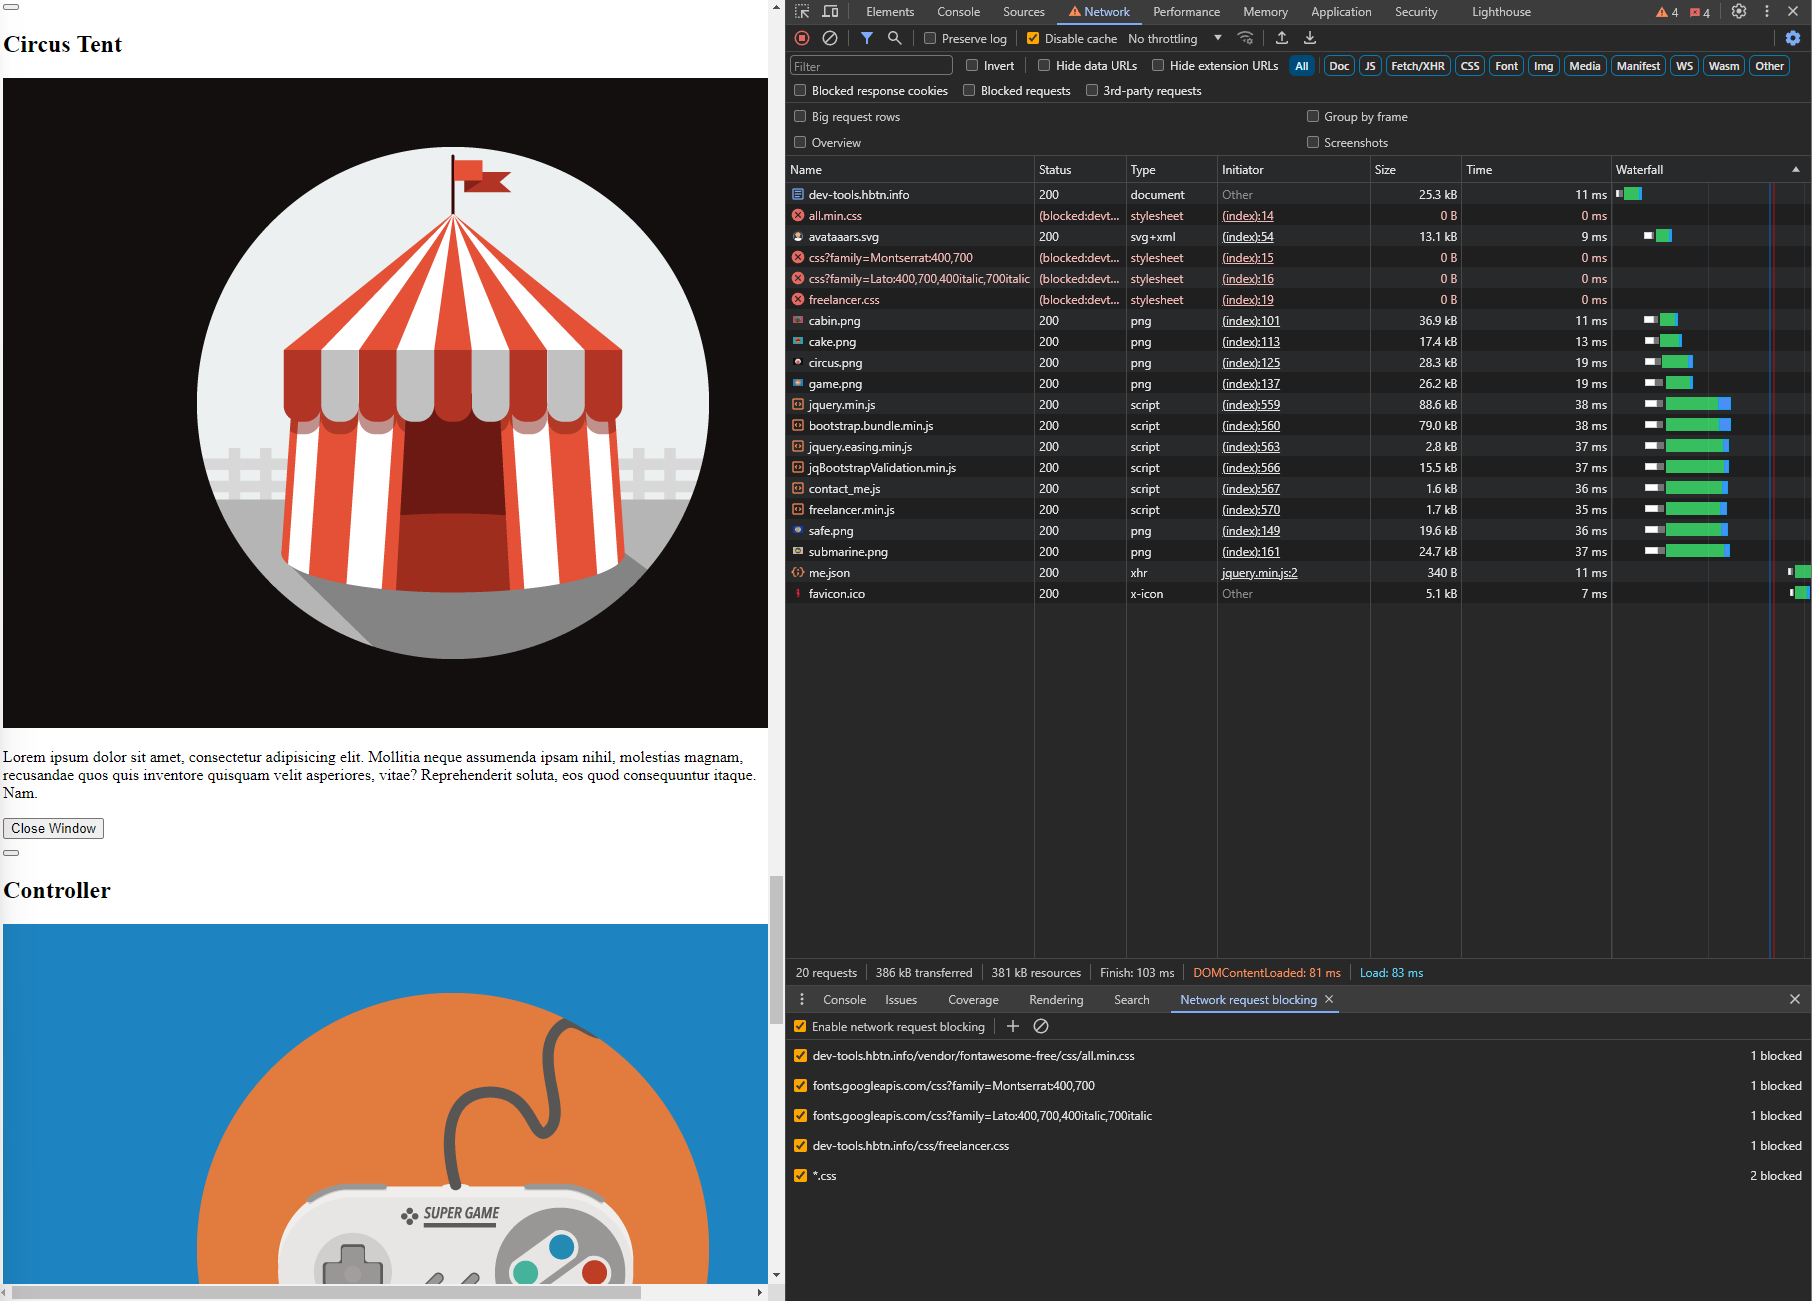 Circus Tent
Lorem ipsum dolor sit amet, consectetur adipisicing elit. Mollitia neque assumenda ipsam nihil, molestias magnam,
recusandae quos quis inventore quisquam velit asperiores, vitae? Reprehenderit soluta, eos quod consequuntur itaque.
Nam.
Close Window
Controller
SUPER GAME
Elements Console Sources Network Performance Memory Application Security Lighthouse 4 4
Preserve log Disable cache No throttling
Filter Invert Hide data URLs Hide extension URLs All Doc JS Fetch/XHR CSS Font Img Media Manifest WS Wasm Other
Blocked response cookies Blocked requests 3rd-party requests
Big request rows Group by frame
Overview Screenshots
Name Status Type Initiator Size Time Waterfall
dev-tools.hbtn.info 200 document Other 25.3 kB 11 ms
all.min.css (blocked:devt... stylesheet (index):14 0 B 0 ms
avataaars.svg 200 svg+xml (index):54 13.1 kB 9 ms
css?family=Montserrat:400,700 (blocked:devt... stylesheet (index):15 0 B 0 ms
css?family=Lato:400,700,400italic,700italic (blocked:devt... stylesheet (index):16 0 B 0 ms
freelancer.css (blocked:devt... stylesheet (index):19 0 B 0 ms
cabin.png 200 png (index):101 36.9 kB 11 ms
cake.png 200 png (index):113 17.4 kB 13 ms
circus.png 200 png (index):125 28.3 kB 19 ms
game.png 200 png (index):137 26.2 kB 19 ms
jquery.min.js 200 script (index):559 88.6 kB 38 ms
bootstrap.bundle.min.js 200 script (index):560 79.0 kB 38 ms
jquery.easing.min.js 200 script (index):563 2.8 kB 37 ms
jqBootstrapValidation.min.js 200 script (index):566 15.5 kB 37 ms
contact_me.js 200 script (index):567 1.6 kB 36 ms
freelancer.min.js 200 script (index):570 1.7 kB 35 ms
safe.png 200 png (index):149 19.6 kB 36 ms
submarine.png 200 png (index):161 24.7 kB 37 ms
me.json 200 xhr jquery.min.js:2 340 B 11 ms
favicon.ico 200 x-icon Other 5.1 kB 7 ms
20 requests 386 kB transferred 381 kB resources Finish: 103 ms DOMContentLoaded: 81 ms Load: 83 ms
Console Issues Coverage Rendering Search Network request blocking
Enable network request blocking
dev-tools.hbtn.info/vendor/fontawesome-free/css/all.min.css 1 blocked
fonts.googleapis.com/css?family=Montserrat:400,700 1 blocked
fonts.googleapis.com/css?family=Lato:400,700,400italic,700italic 1 blocked
dev-tools.hbtn.info/css/freelancer.css 1 blocked
*.css 2 blocked